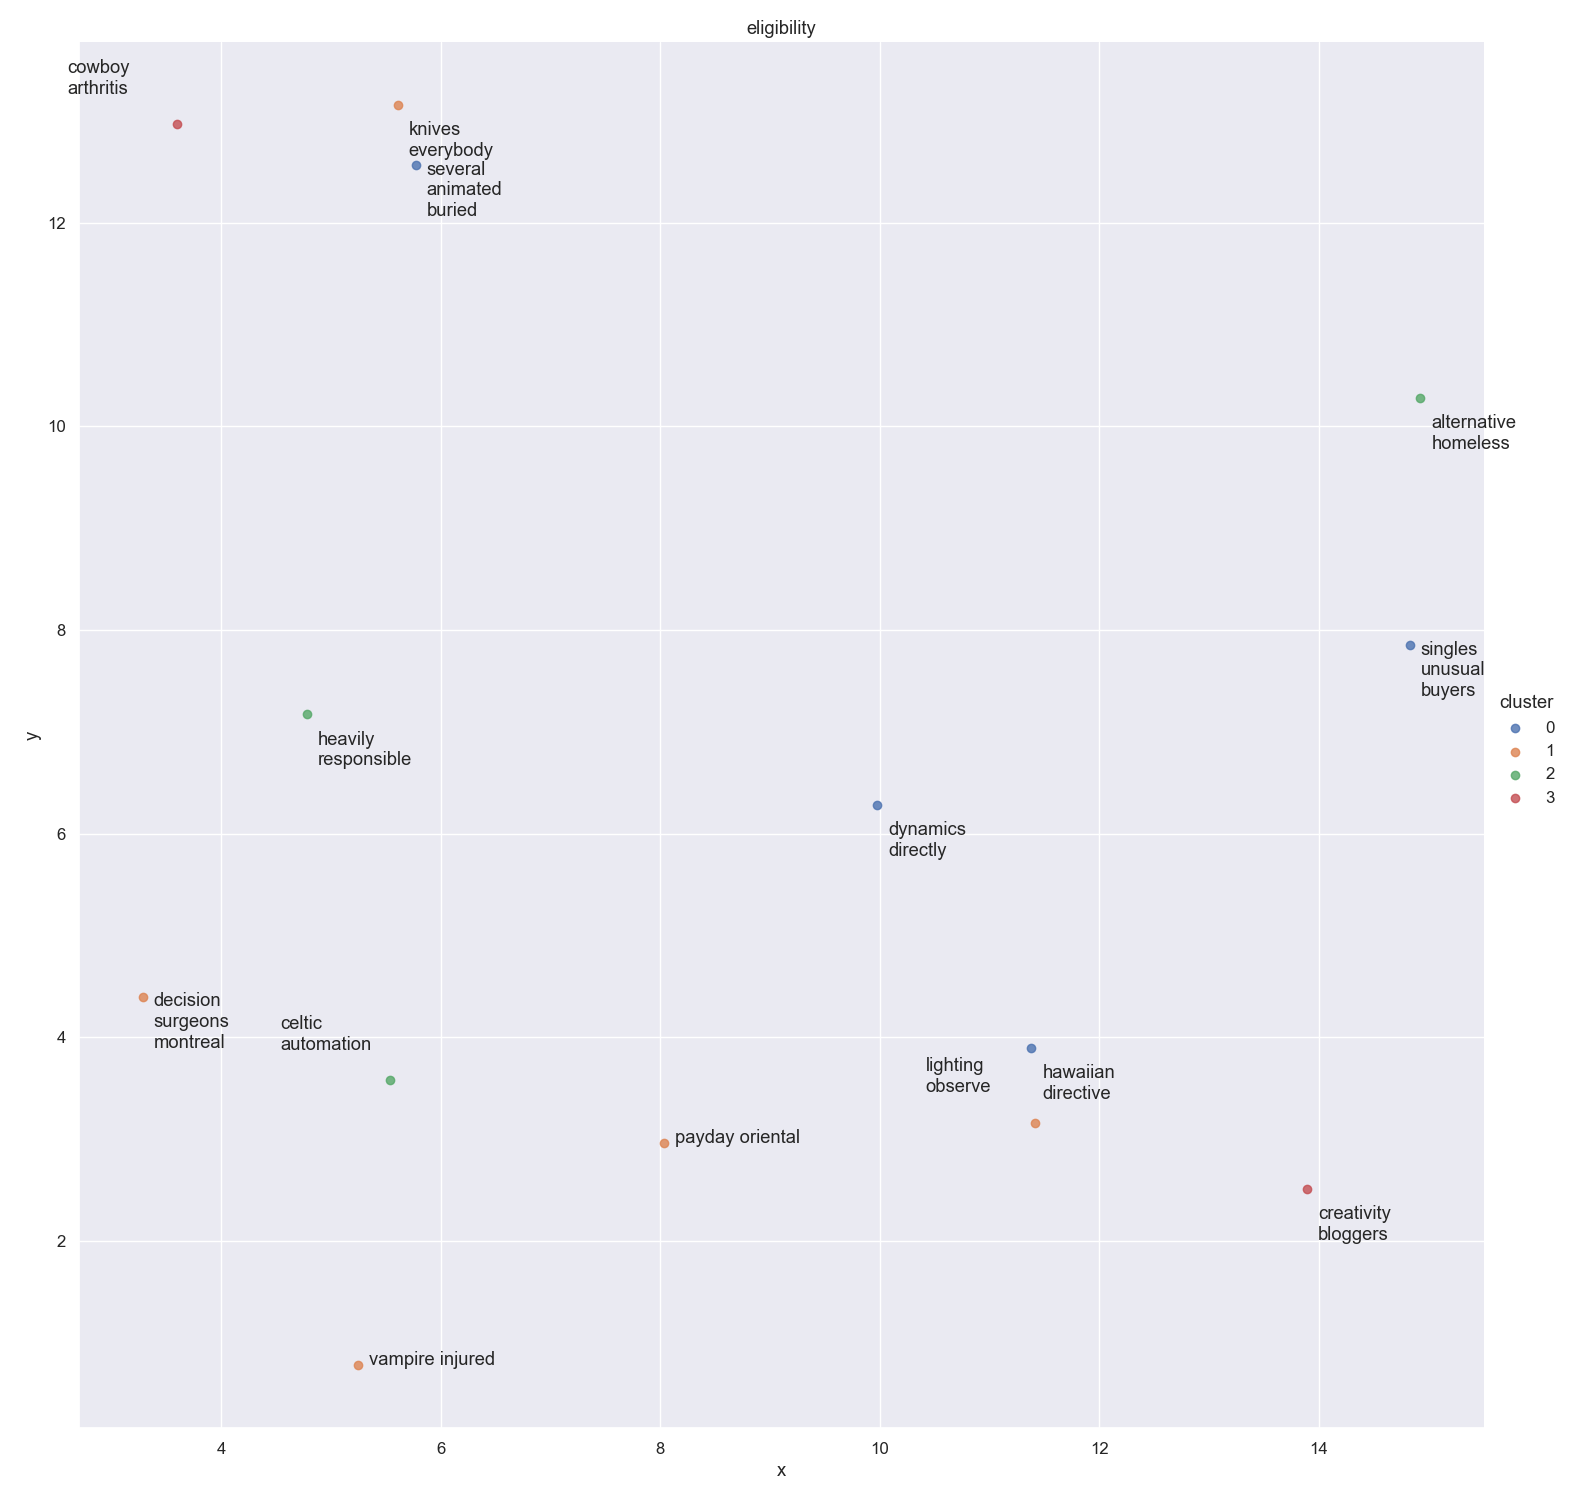 eligibility
cowboy
arthritis
knives
everybody
several
animated
buried
12
10
alternative
homeless
8
singles
unusual
buyers
heavily
responsible
y
cluster
0
1
2
3
6
dynamics
directly
decision
surgeons
montreal
celtic
automation
4
lighting
observe
hawaiian
directive
payday oriental
creativity
bloggers
2
vampire injured
4
6
8
10
12
14
x